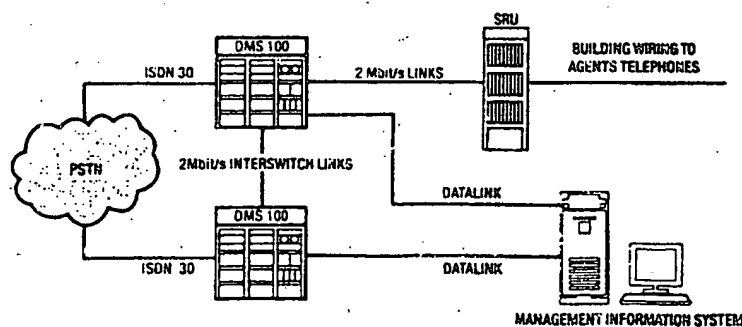 SRU
DMS 100
ISDN 30
2 Mbit/s LINKS
BUILDING WIRING TO
AGENTS TELEPHONES
PSTN
2Mbit/s INTERSWITCH LINKS
DATALINK
DMS 100
ISDN 30
DATALINK
MANAGEMENT INFORMATION SYSTEM